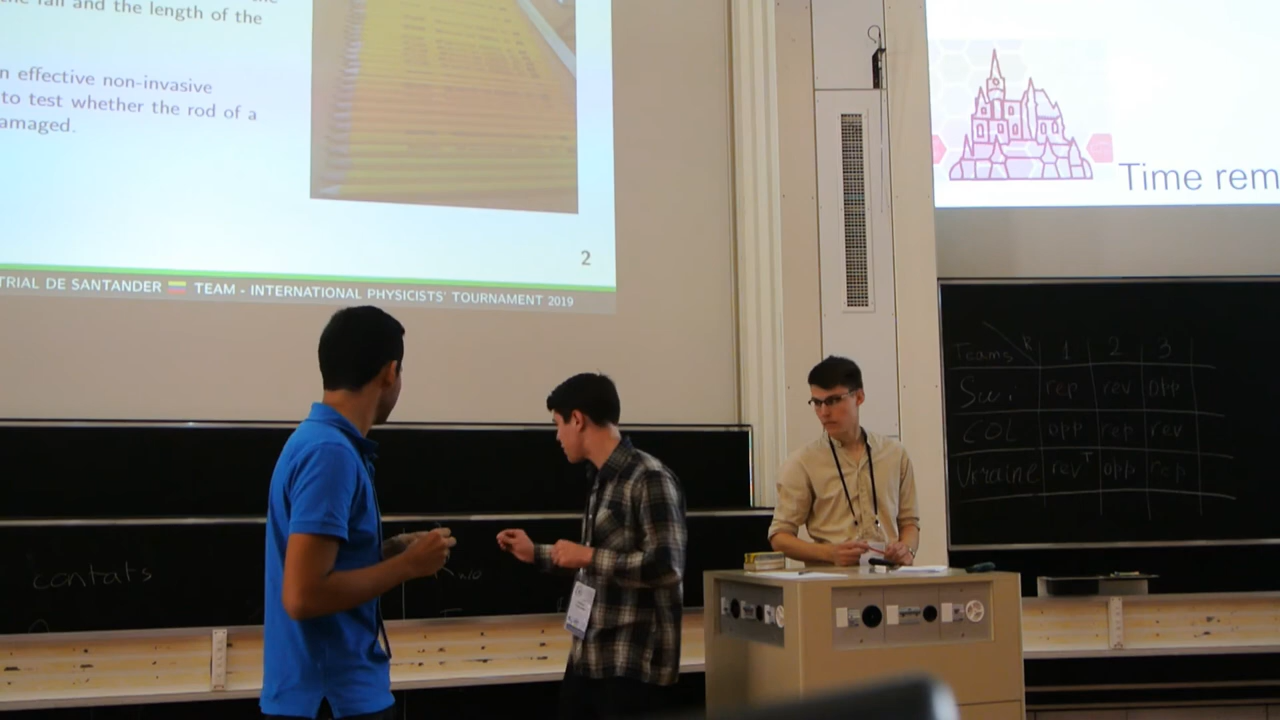 the fall and the length of the
n effective non-invasive
to test whether the rod of a
amaged.
2
TRIAL DE SANTANDER TEAM - INTERNATIONAL PHYSICISTS' TOURNAMENT 2019
Time rem
Teams R 1 2 3
Swi rep rev opp
COL opp rep rev
Ukraine rev T opp rep
contats